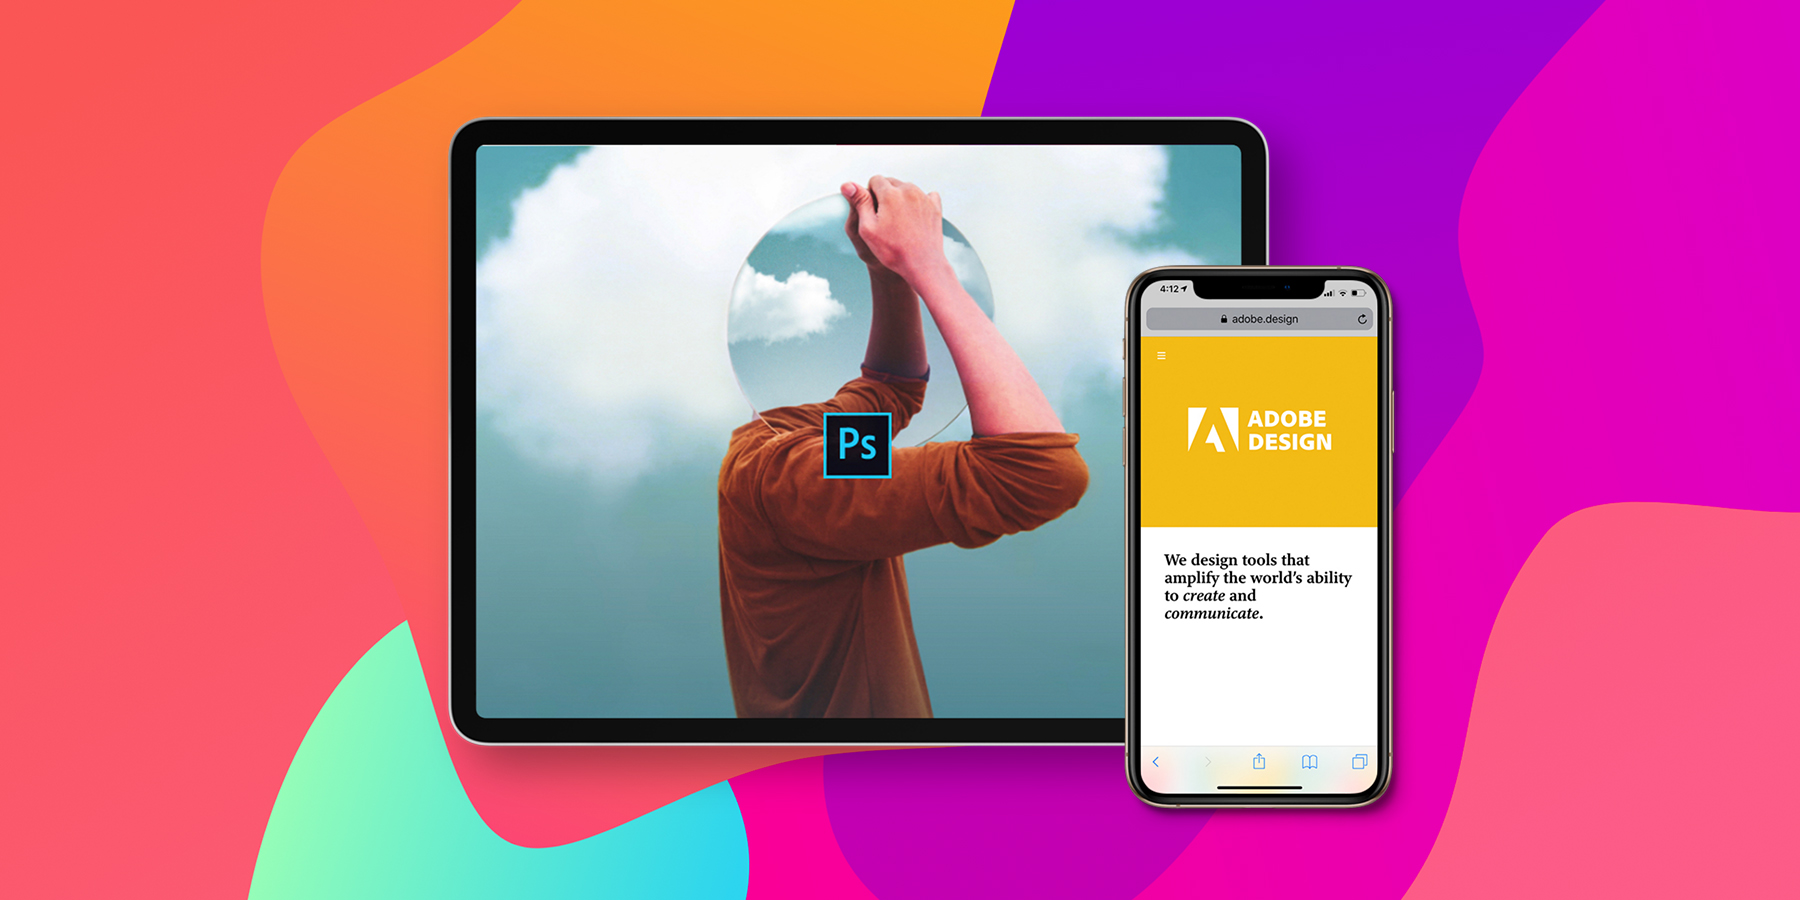 Ps
4:12
adobe.design
ADOBE
DESIGN
We design tools that
amplify the world’s ability
to create and
communicate.